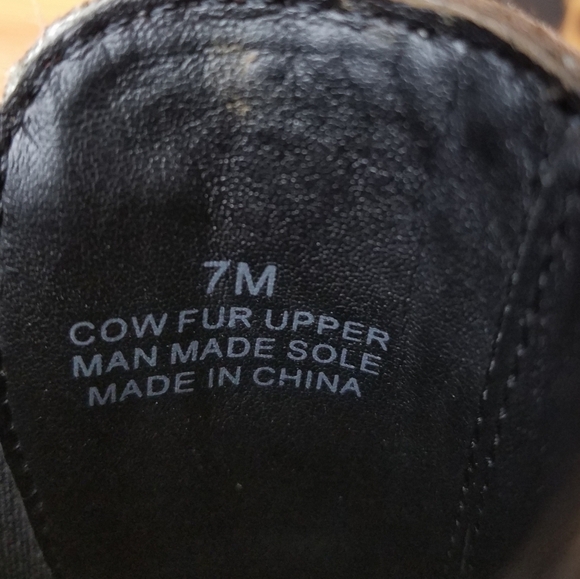 7M
COW FUR UPPER
MAN MADE SOLE
MADE IN CHINA